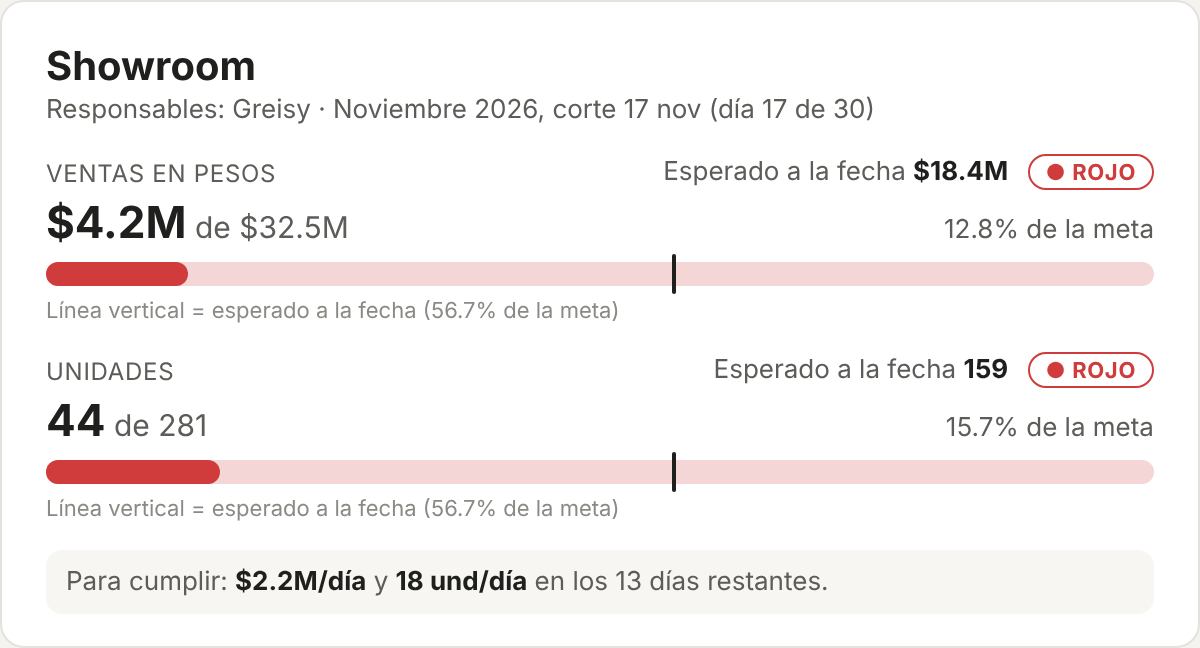 Showroom
Responsables: Greisy · Noviembre 2026, corte 17 nov (día 17 de 30)
VENTAS EN PESOS
Esperado a la fecha $18.4M
ROJO
$4.2M de $32.5M
12.8% de la meta
Línea vertical = esperado a la fecha (56.7% de la meta)
UNIDADES
Esperado a la fecha 159
ROJO
44 de 281
15.7% de la meta
Línea vertical = esperado a la fecha (56.7% de la meta)
Para cumplir: $2.2M/día y 18 und/día en los 13 días restantes.